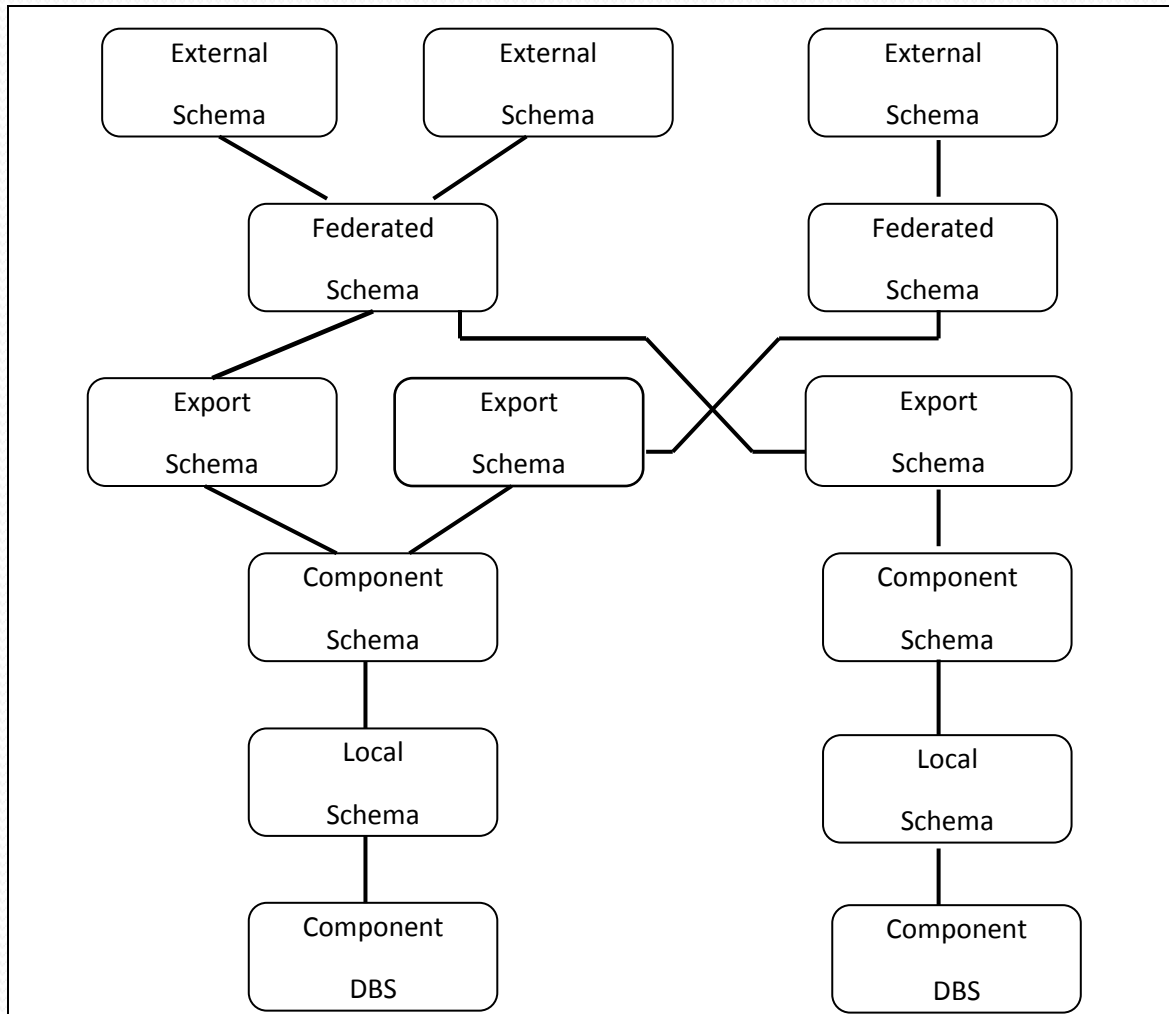 External
Schema
External
Schema
External
Schema
Federated
Schema
Federated
Schema
Export
Schema
Export
Schema
Export
Schema
Component
Schema
Component
Schema
Local
Schema
Local
Schema
Component
DBS
Component
DBS